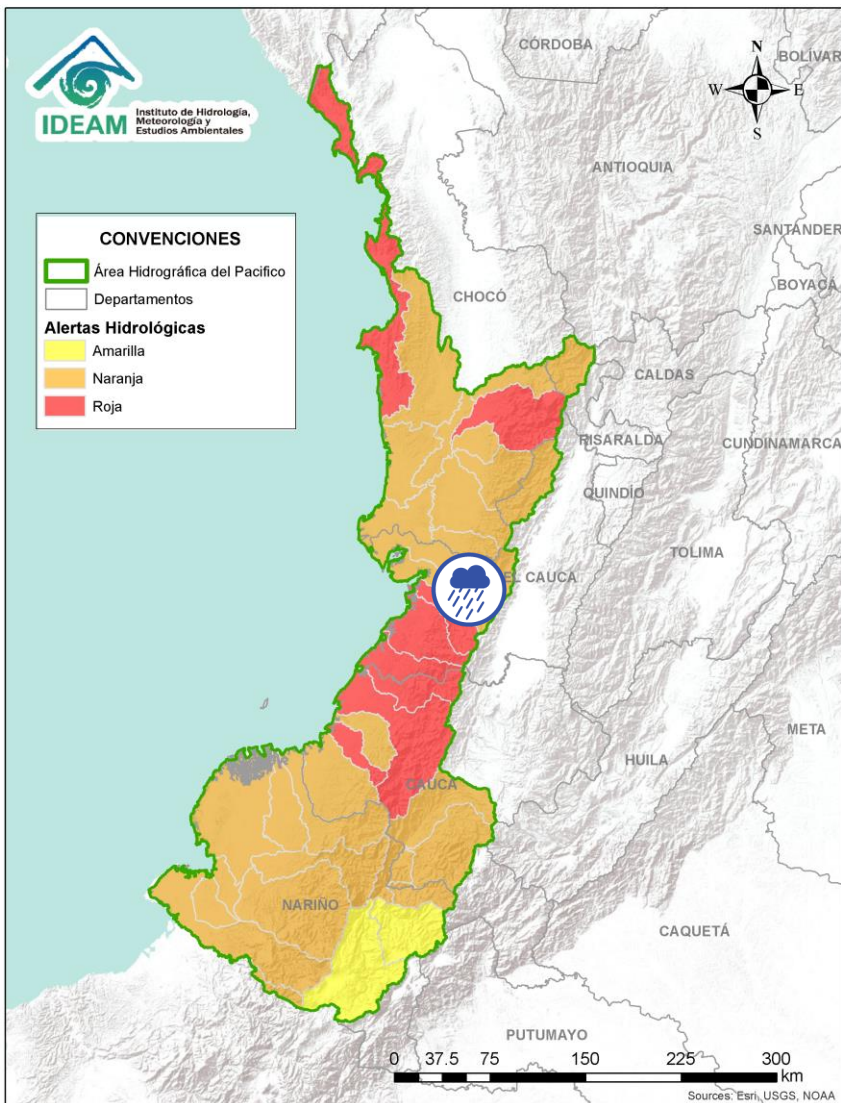 IDEAM
Instituto de Hidrología,
Meteorología y
Estudios Ambientales
CÓRDOBA
BOLÍVAR
N
W
E
S
ANTIOQUIA
SANTANDER
BOYACÁ
CHOCÓ
CALDAS
RISARALDA
CUNDINAMARCA
QUINDÍO
TOLIMA
EL CAUCA
META
HUILA
CAUCA
NARIÑO
CAQUETÁ
PUTUMAYO
CONVENCIONES
Área Hidrográfica del Pacifico
Departamentos
Alertas Hidrológicas
Amarilla
Naranja
Roja
0 37.5 75 150 225 300
km
Sources: Esri, USGS, NOAA